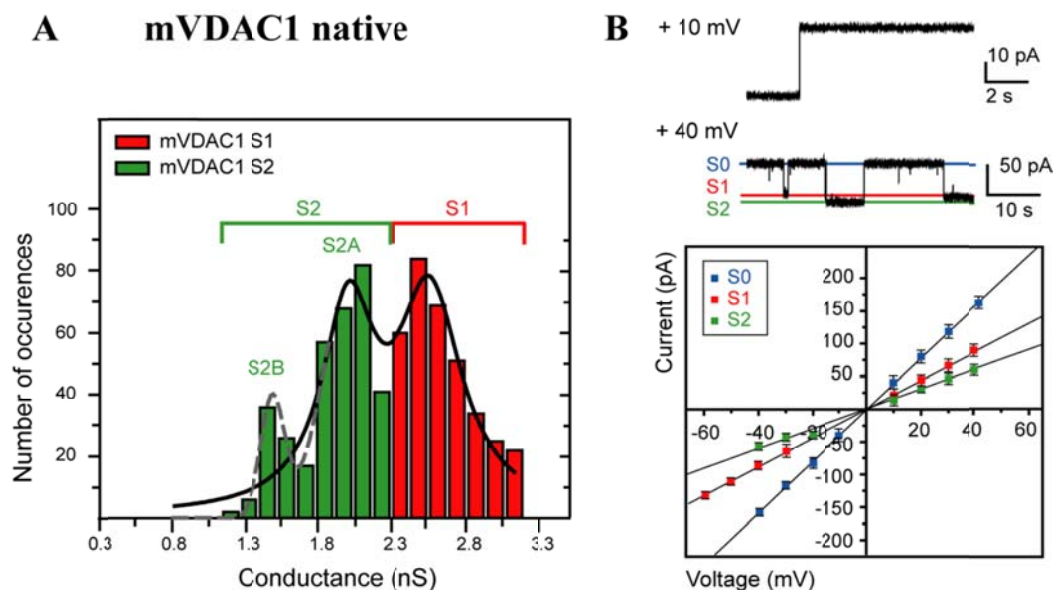 A mVDAC1 native
mVDAC1 S1
mVDAC1 S2
Number of occurences
100
80
60
40
20
S2
S1
S2A
S2B
0.3 0.8 1.3 1.8 2.3 2.8 3.3
Conductance (nS)
B
+ 10 mV
10 pA
2 s
+ 40 mV
S0
S1
S2
50 pA
10 s
Current (pA)
S0
S1
S2
200
150
100
50
-60 -40 -20 20 40 60
-50
-100
-150
-200
Voltage (mV)